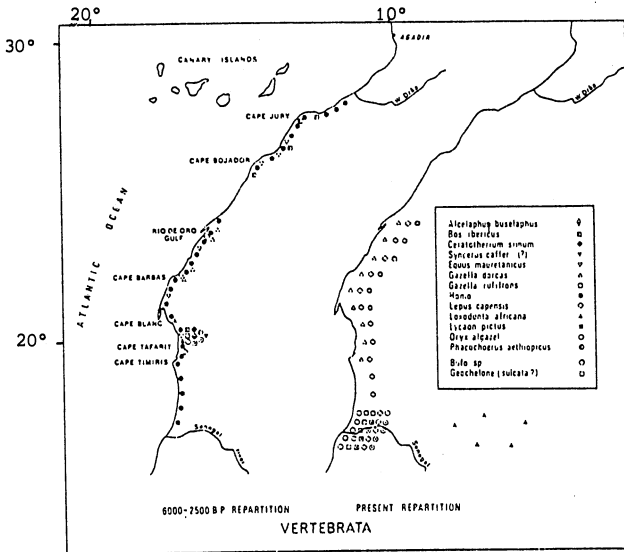 20° 10°
30°
AGADIR
CANARY ISLANDS
W Drâa
W Drâa
CAPE JUBY
CAPE BOJADOR
ATLANTIC OCEAN
RIO DE ORO
GULF
CAPE BARBAS
CAPE BLANC
20°
CAPE TAFARIT
CAPE TIMIRIS
Senegal
River
Senegal
Alcelaphus buselaphus
Bos ibericus
Ceratotherium simum
Syncerus caffer (?)
Equus mauretanicus
Gazella dorcas
Gazella rufifrons
Homo
Lepus capensis
Loxodonta africana
Lycaon pictus
Oryx algazel
Phacochoerus aethiopicus
Bufo sp
Geochelone (sulcata?)
6000-2500 B P REPARTITION PRESENT REPARTITION
VERTEBRATA